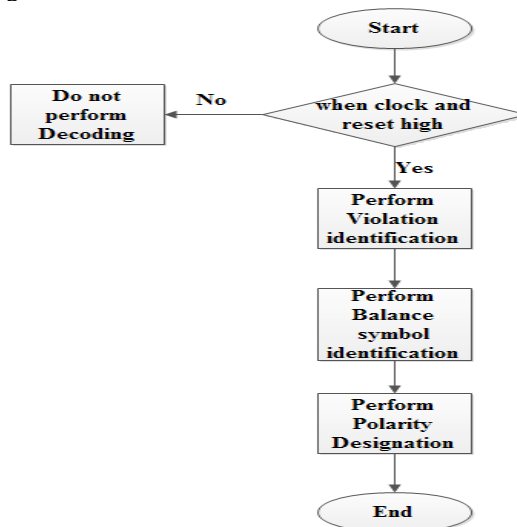 Start
when clock and
reset high
No
Do not
perform
Decoding
Yes
Perform
Violation
identification
Perform
Balance
symbol
identification
Perform
Polarity
Designation
End